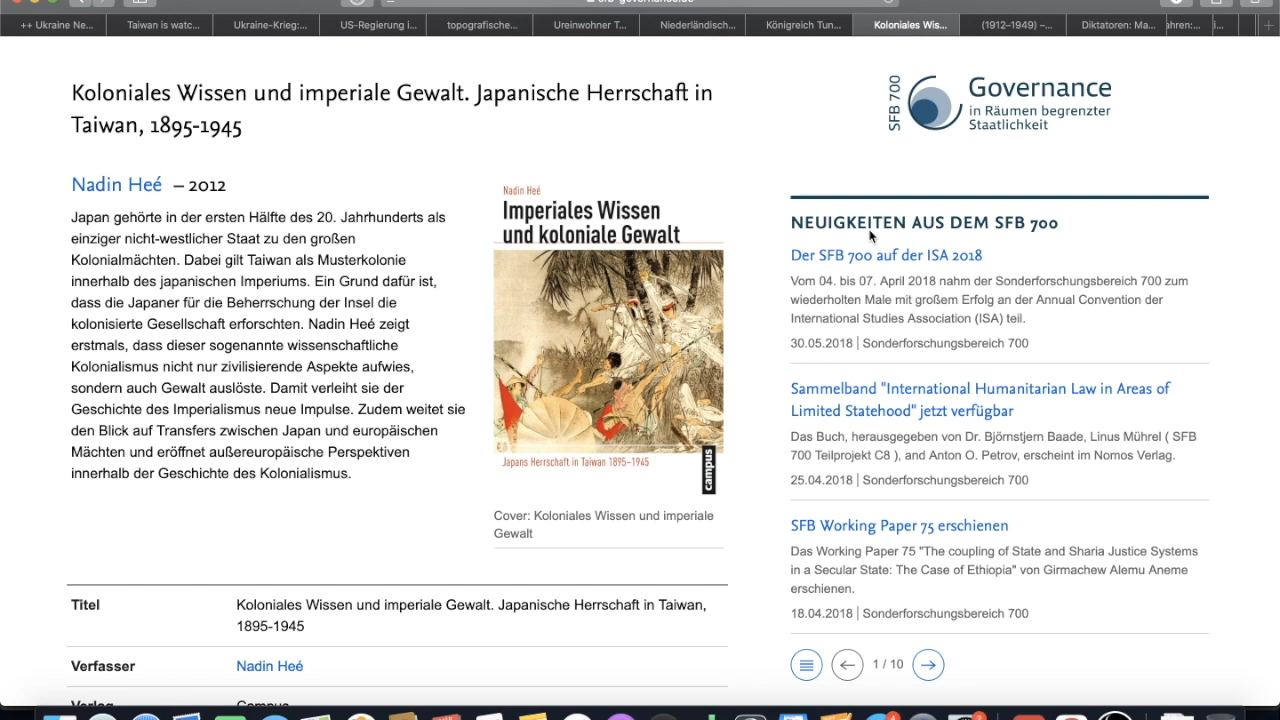 ++ Ukraine Ne...
Taiwan is watc...
Ukraine-Krieg:...
US-Regierung i...
topografische...
Ureinwohner T...
Niederländisch...
Königreich Tun...
Koloniales Wis...
(1912–1949) –...
Diktatoren: Ma...
ahren:...
i...
Koloniales Wissen und imperiale Gewalt. Japanische Herrschaft in
Taiwan, 1895-1945
Nadin Heé – 2012
Japan gehörte in der ersten Hälfte des 20. Jahrhunderts als
einziger nicht-westlicher Staat zu den großen
Kolonialmächten. Dabei gilt Taiwan als Musterkolonie
innerhalb des japanischen Imperiums. Ein Grund dafür ist,
dass die Japaner für die Beherrschung der Insel die
kolonisierte Gesellschaft erforschten. Nadin Heé zeigt
erstmals, dass dieser sogenannte wissenschaftliche
Kolonialismus nicht nur zivilisierende Aspekte aufwies,
sondern auch Gewalt auslöste. Damit verleiht sie der
Geschichte des Imperialismus neue Impulse. Zudem weitet sie
den Blick auf Transfers zwischen Japan und europäischen
Mächten und eröffnet außereuropäische Perspektiven
innerhalb der Geschichte des Kolonialismus.
Nadin Heé
Imperiales Wissen
und koloniale Gewalt
Japans Herrschaft in Taiwan 1895–1945
campus
Cover: Koloniales Wissen und imperiale
Gewalt
Titel
Koloniales Wissen und imperiale Gewalt. Japanische Herrschaft in Taiwan,
1895-1945
Verfasser
Nadin Heé
Verlag
Campus
SFB 700
Governance
in Räumen begrenzter
Staatlichkeit
NEUIGKEITEN AUS DEM SFB 700
Der SFB 700 auf der ISA 2018
Vom 04. bis 07. April 2018 nahm der Sonderforschungsbereich 700 zum
wiederholten Male mit großem Erfolg an der Annual Convention der
International Studies Association (ISA) teil.
30.05.2018 | Sonderforschungsbereich 700
Sammelband "International Humanitarian Law in Areas of
Limited Statehood" jetzt verfügbar
Das Buch, herausgegeben von Dr. Björnstjern Baade, Linus Mührel ( SFB
700 Teilprojekt C8 ), and Anton O. Petrov, erscheint im Nomos Verlag.
25.04.2018 | Sonderforschungsbereich 700
SFB Working Paper 75 erschienen
Das Working Paper 75 "The coupling of State and Sharia Justice Systems
in a Secular State: The Case of Ethiopia" von Girmachew Alemu Aneme
erschienen.
18.04.2018 | Sonderforschungsbereich 700
1 / 10